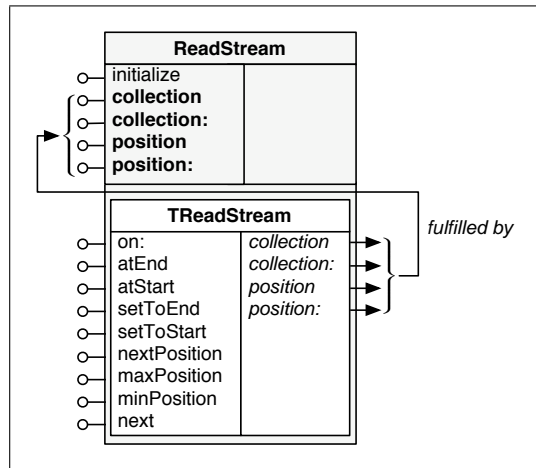 ReadStream
initialize
collection
collection:
position
position:
TReadStream
on: collection
atEnd collection:
atStart position
setToEnd position:
setToStart
nextPosition
maxPosition
minPosition
next
fulfilled by